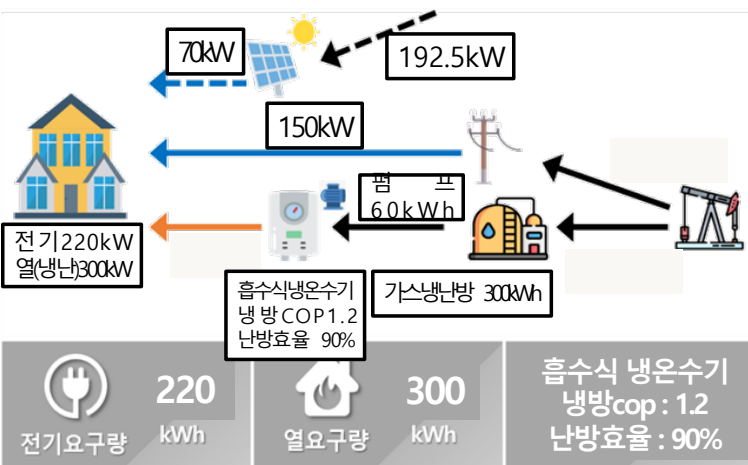 70kW
192.5kW
150kW
펌 프
60kWh
전기220kW
열(냉난)300kW
흡수식냉온수기
냉방COP1.2
난방효율 90%
가스냉난방 300kWh
220
kWh
전기요구량
300
kWh
열요구량
흡수식 냉온수기
냉방cop : 1.2
난방효율 : 90%